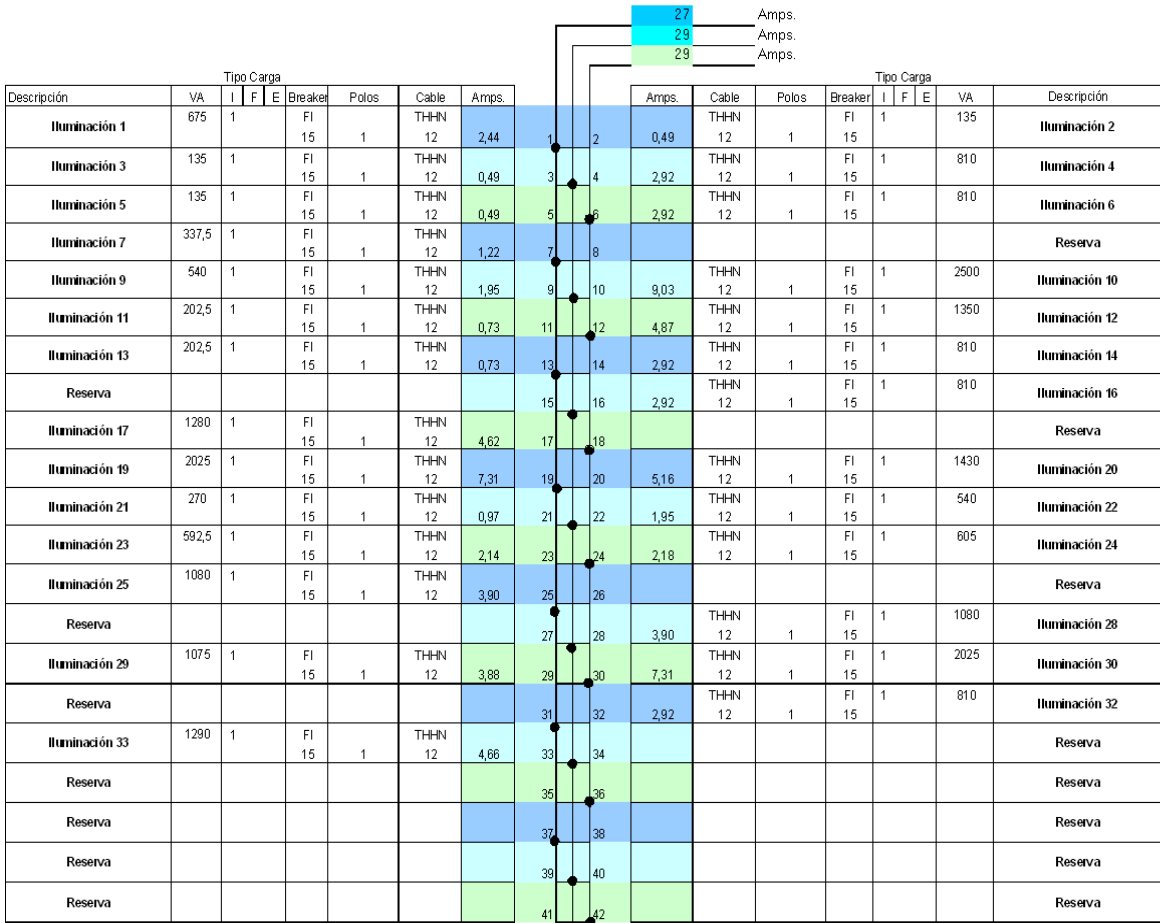 27 Amps.
29 Amps.
29 Amps.
Tipo Carga Tipo Carga
Descripción VA I F E Breaker Polos Cable Amps. Amps. Cable Polos Breaker I F E VA Descripción
Iluminación 1 675 1 FI 15 1 THHN 12 2,44 1 2 0,49 THHN 12 1 FI 15 1 135 Iluminación 2
Iluminación 3 135 1 FI 15 1 THHN 12 0,49 3 4 2,92 THHN 12 1 FI 15 1 810 Iluminación 4
Iluminación 5 135 1 FI 15 1 THHN 12 0,49 5 6 2,92 THHN 12 1 FI 15 1 810 Iluminación 6
Iluminación 7 337,5 1 FI 15 1 THHN 12 1,22 7 8 Reserva
Iluminación 9 540 1 FI 15 1 THHN 12 1,95 9 10 9,03 THHN 12 1 FI 15 1 2500 Iluminación 10
Iluminación 11 202,5 1 FI 15 1 THHN 12 0,73 11 12 4,87 THHN 12 1 FI 15 1 1350 Iluminación 12
Iluminación 13 202,5 1 FI 15 1 THHN 12 0,73 13 14 2,92 THHN 12 1 FI 15 1 810 Iluminación 14
Reserva 15 16 2,92 THHN 12 1 FI 15 1 810 Iluminación 16
Iluminación 17 1280 1 FI 15 1 THHN 12 4,62 17 18 Reserva
Iluminación 19 2025 1 FI 15 1 THHN 12 7,31 19 20 5,16 THHN 12 1 FI 15 1 1430 Iluminación 20
Iluminación 21 270 1 FI 15 1 THHN 12 0,97 21 22 1,95 THHN 12 1 FI 15 1 540 Iluminación 22
Iluminación 23 592,5 1 FI 15 1 THHN 12 2,14 23 24 2,18 THHN 12 1 FI 15 1 605 Iluminación 24
Iluminación 25 1080 1 FI 15 1 THHN 12 3,90 25 26 Reserva
Reserva 27 28 3,90 THHN 12 1 FI 15 1 1080 Iluminación 28
Iluminación 29 1075 1 FI 15 1 THHN 12 3,88 29 30 7,31 THHN 12 1 FI 15 1 2025 Iluminación 30
Reserva 31 32 2,92 THHN 12 1 FI 15 1 810 Iluminación 32
Iluminación 33 1290 1 FI 15 1 THHN 12 4,66 33 34 Reserva
Reserva 35 36 Reserva
Reserva 37 38 Reserva
Reserva 39 40 Reserva
Reserva 41 42 Reserva